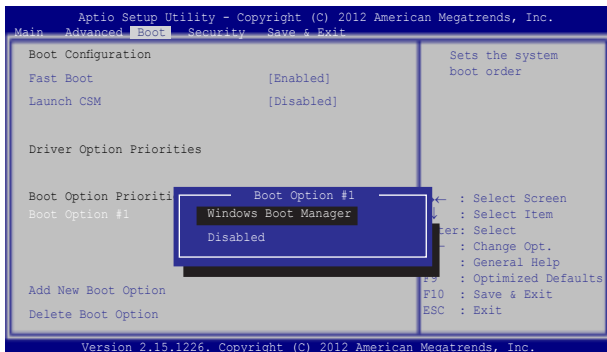 Aptio Setup Utility - Copyright (C) 2012 American Megatrends, Inc.
Main Advanced Boot Security Save & Exit
Boot Configuration
Fast Boot [Enabled]
Launch CSM [Disabled]
Driver Option Priorities
Boot Option Prioriti
Boot Option #1
Add New Boot Option
Delete Boot Option
Boot Option #1
Windows Boot Manager
Disabled
Sets the system
boot order
→← : Select Screen
↓ : Select Item
ter: Select
— : Change Opt.
: General Help
F9 : Optimized Defaults
F10 : Save & Exit
ESC : Exit
Version 2.15.1226. Copyright (C) 2012 American Megatrends, Inc.